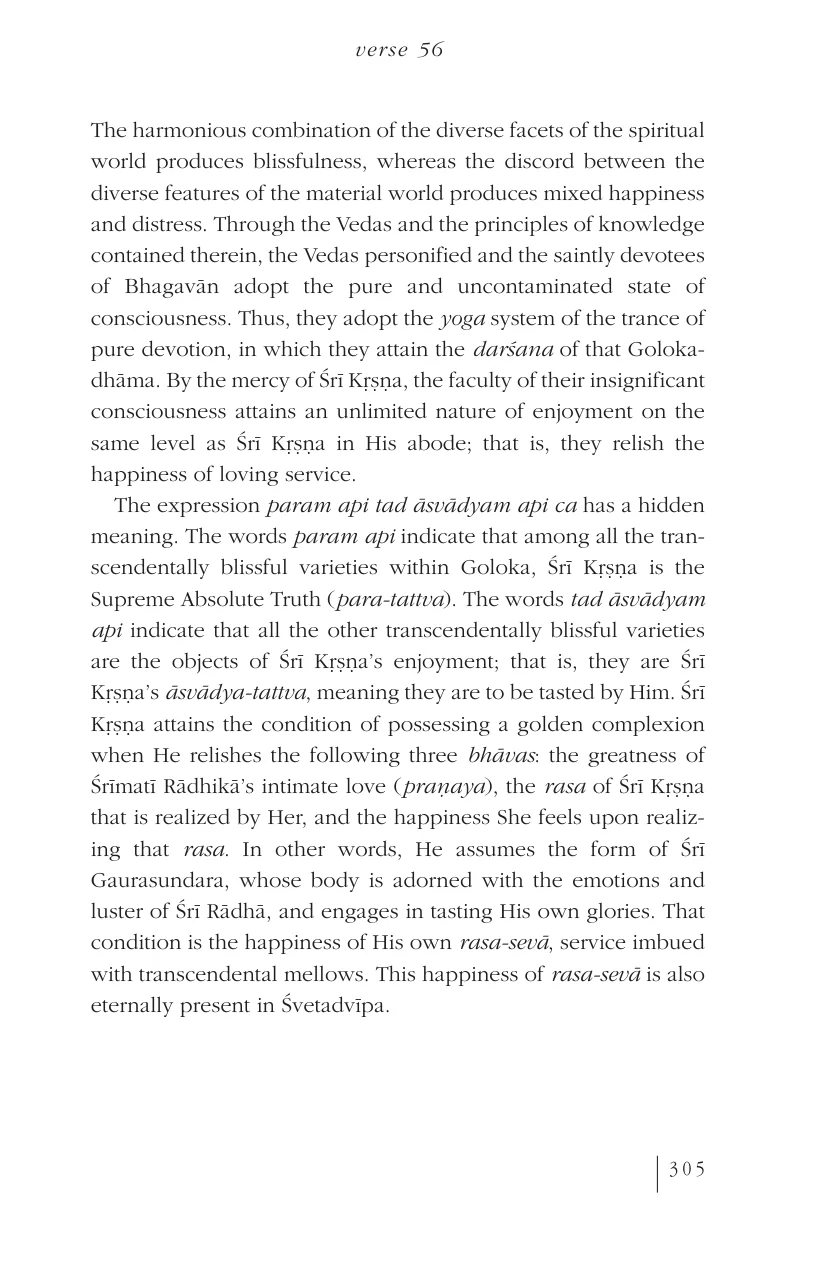 verse 56
The harmonious combination of the diverse facets of the spiritual
world produces blissfulness, whereas the discord between the
diverse features of the material world produces mixed happiness
and distress. Through the Vedas and the principles of knowledge
contained therein, the Vedas personified and the saintly devotees
of Bhagavān adopt the pure and uncontaminated state of
consciousness. Thus, they adopt the yoga system of the trance of
pure devotion, in which they attain the darśana of that Goloka-
dhāma. By the mercy of Śrī Kṛṣṇa, the faculty of their insignificant
consciousness attains an unlimited nature of enjoyment on the
same level as Śrī Kṛṣṇa in His abode; that is, they relish the
happiness of loving service.
The expression param api tad āsvādyam api ca has a hidden
meaning. The words param api indicate that among all the tran-
scendentally blissful varieties within Goloka, Śrī Kṛṣṇa is the
Supreme Absolute Truth (para-tattva). The words tad āsvādyam
api indicate that all the other transcendentally blissful varieties
are the objects of Śrī Kṛṣṇa's enjoyment; that is, they are Śrī
Kṛṣṇa's āsvādya-tattva, meaning they are to be tasted by Him. Śrī
Kṛṣṇa attains the condition of possessing a golden complexion
when He relishes the following three bhāvas: the greatness of
Śrīmatī Rādhikā's intimate love (praṇaya), the rasa of Śrī Kṛṣṇa
that is realized by Her, and the happiness She feels upon realiz-
ing that rasa. In other words, He assumes the form of Śrī
Gaurasundara, whose body is adorned with the emotions and
luster of Śrī Rādhā, and engages in tasting His own glories. That
condition is the happiness of His own rasa-sevā, service imbued
with transcendental mellows. This happiness of rasa-sevā is also
eternally present in Śvetadvīpa.
305